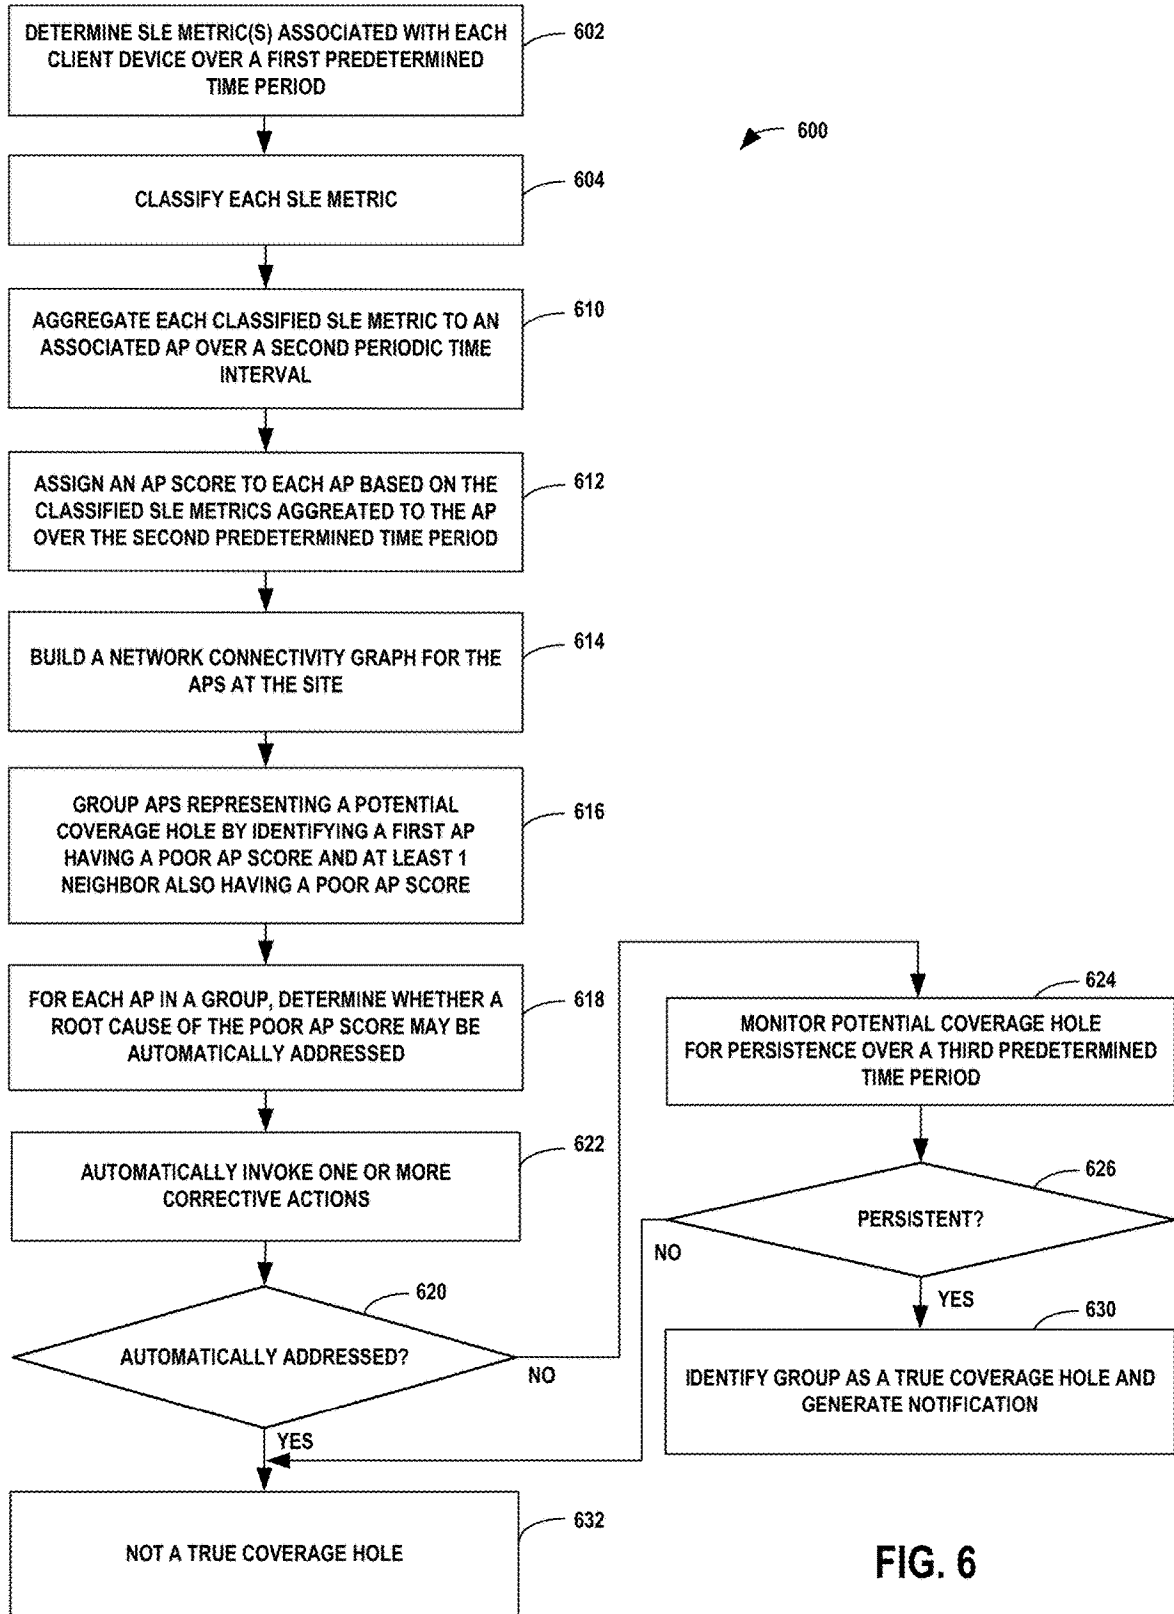 DETERMINE SLE METRIC(S) ASSOCIATED WITH EACH
CLIENT DEVICE OVER A FIRST PREDETERMINED
TIME PERIOD
602
600
CLASSIFY EACH SLE METRIC
604
AGGREGATE EACH CLASSIFIED SLE METRIC TO AN
ASSOCIATED AP OVER A SECOND PERIODIC TIME
INTERVAL
610
ASSIGN AN AP SCORE TO EACH AP BASED ON THE
CLASSIFIED SLE METRICS AGGREATED TO THE AP
OVER THE SECOND PREDETERMINED TIME PERIOD
612
BUILD A NETWORK CONNECTIVITY GRAPH FOR THE
APS AT THE SITE
614
GROUP APS REPRESENTING A POTENTIAL
COVERAGE HOLE BY IDENTIFYING A FIRST AP
HAVING A POOR AP SCORE AND AT LEAST 1
NEIGHBOR ALSO HAVING A POOR AP SCORE
616
FOR EACH AP IN A GROUP, DETERMINE WHETHER A
ROOT CAUSE OF THE POOR AP SCORE MAY BE
AUTOMATICALLY ADDRESSED
618
AUTOMATICALLY INVOKE ONE OR MORE
CORRECTIVE ACTIONS
622
AUTOMATICALLY ADDRESSED?
620
NO
YES
MONITOR POTENTIAL COVERAGE HOLE
FOR PERSISTENCE OVER A THIRD PREDETERMINED
TIME PERIOD
624
PERSISTENT?
626
NO
YES
IDENTIFY GROUP AS A TRUE COVERAGE HOLE AND
GENERATE NOTIFICATION
630
NOT A TRUE COVERAGE HOLE
632
FIG. 6